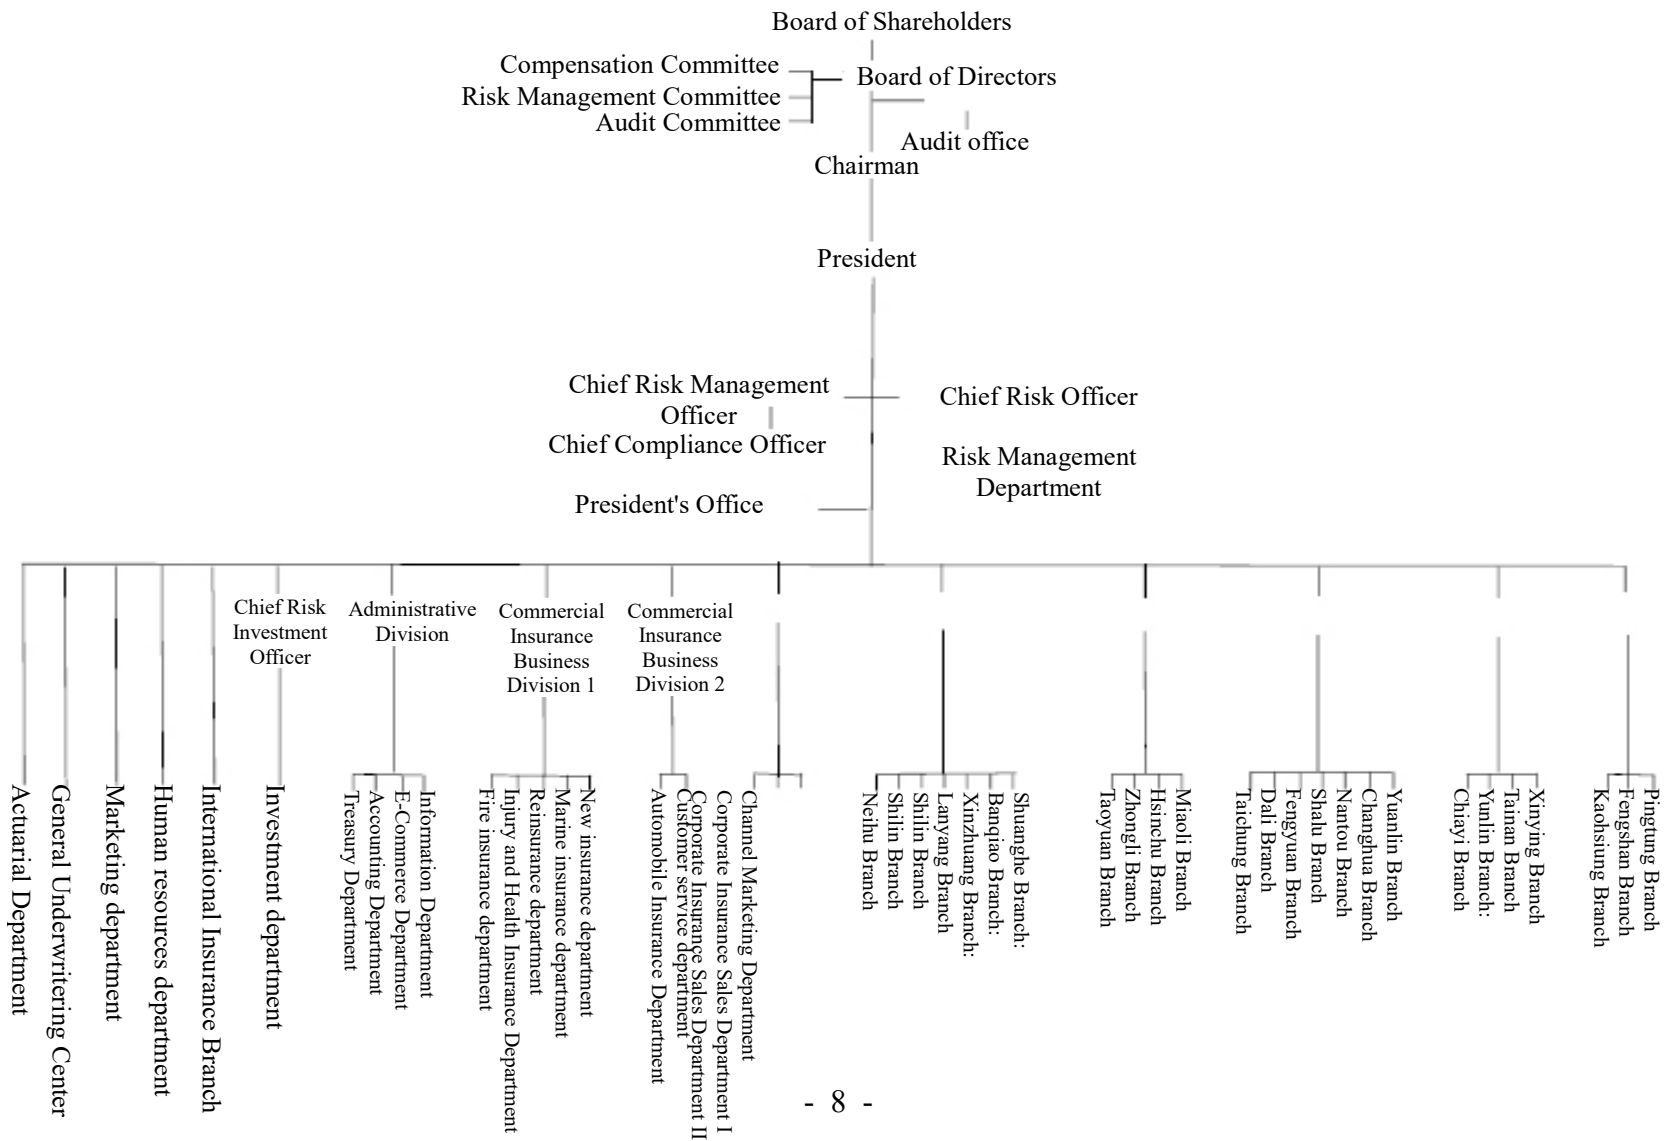 Board of Shareholders
Compensation Committee
Board of Directors
Risk Management Committee
Audit Committee
Audit office
Chairman
President
Chief Risk Management
Officer
Chief Risk Officer
Chief Compliance Officer
Risk Management
Department
President's Office
Chief Risk
Investment
Officer
Administrative
Division
Commercial
Insurance
Business
Division 1
Commercial
Insurance
Business
Division 2
Actuarial Department
General Underwritering Center
Marketing department
Human resources department
International Insurance Branch
Investment department
Treasury Department
Accounting Department
E-Commerce Department
Information Department
Fire insurance department
Injury and Health Insurance Department
Reinsurance department
Marine insurance department
New insurance department
Automobile Insurance Department
Customer service department
Corporate Insurance Sales Department II
Corporate Insurance Sales Department I
Channel Marketing Department
Neihu Branch
Shilin Branch
Shilin Branch
Lanyang Branch
Xinzhuang Branch:
Banqiao Branch:
Shuanghe Branch:
Taoyuan Branch
Zhongli Branch
Hsinchu Branch
Miaoli Branch
Taichung Branch
Dali Branch
Fengyuan Branch
Shalu Branch
Nantou Branch
Changhua Branch
Yuanlin Branch
Chiayi Branch
Yunlin Branch:
Tainan Branch
Xinying Branch
Kaohsiung Branch
Fengshan Branch
Pingtung Branch
- 8 -